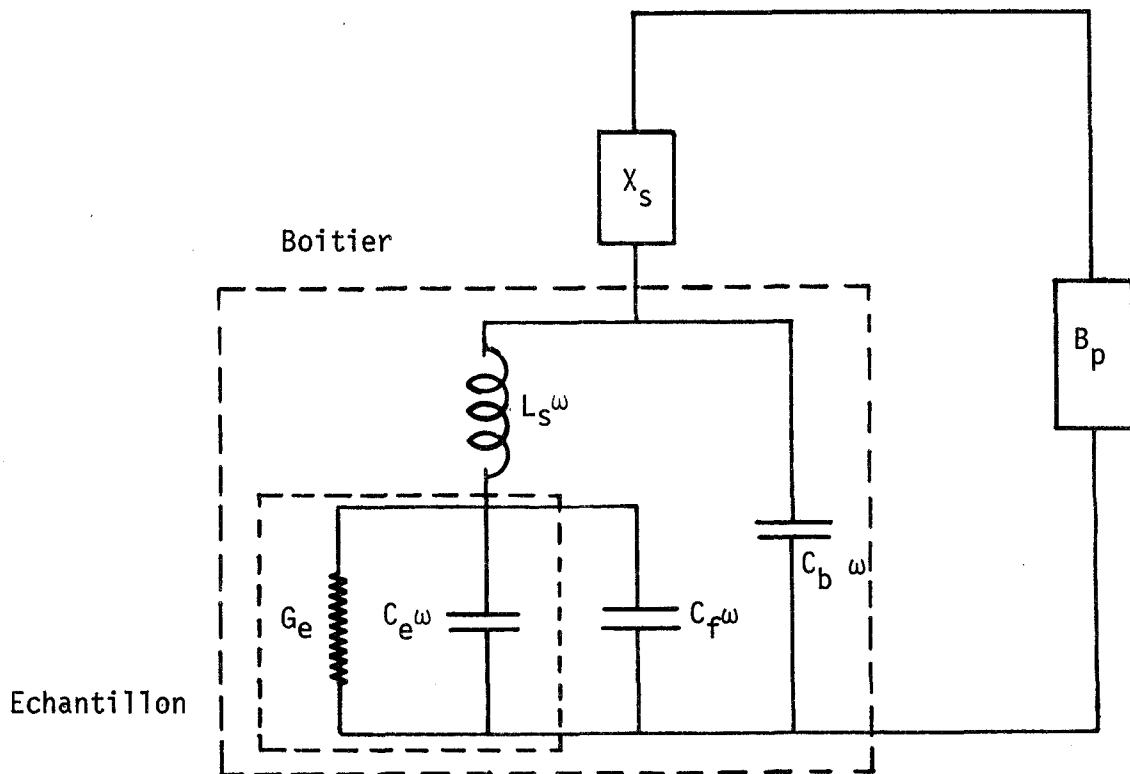 X_s
Boitier
B_p
L_sω
C_b ω
G_e
C_eω
C_fω
Echantillon